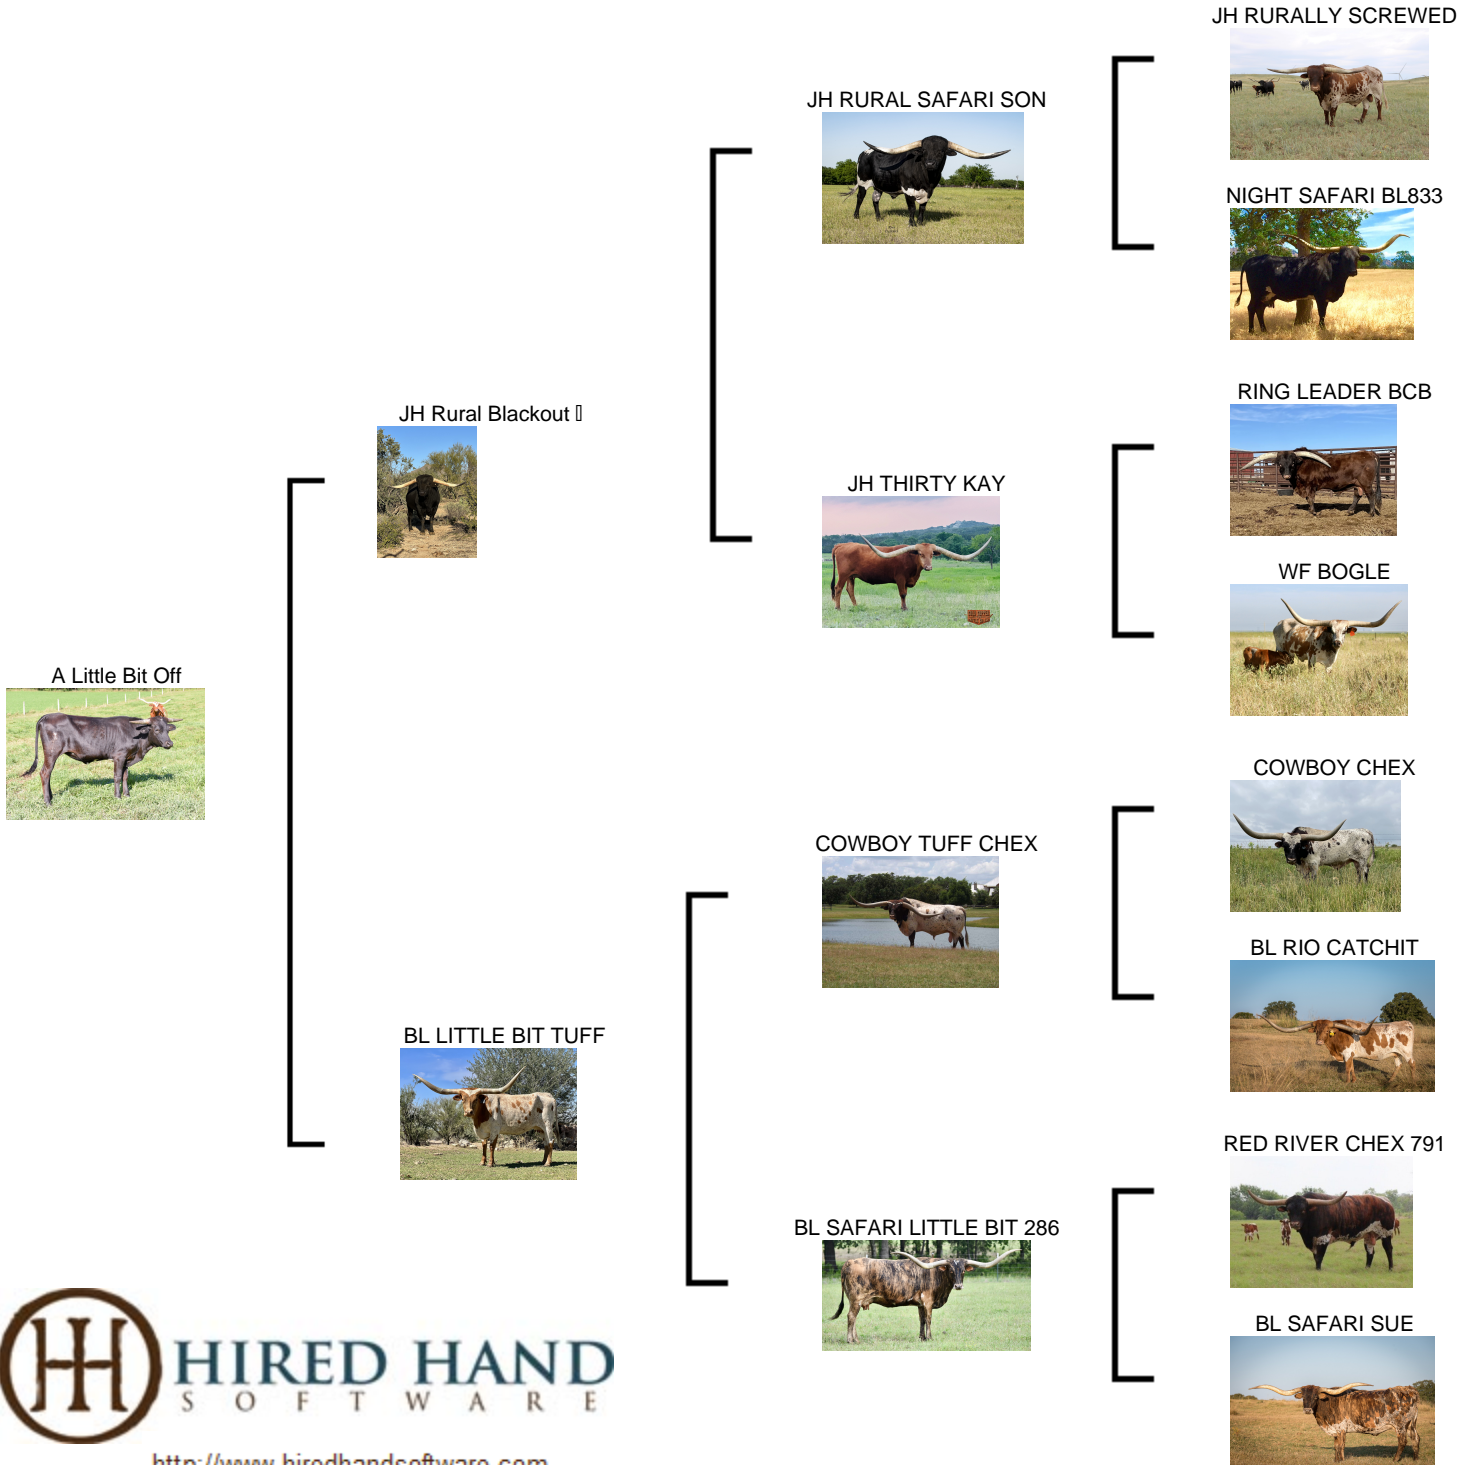 JH RURALLY SCREWED
JH RURAL SAFARI SON
NIGHT SAFARI BL833
JH Rural Blackout
RING LEADER BCB
JH THIRTY KAY
WF BOGLE
A Little Bit Off
COWBOY CHEX
COWBOY TUFF CHEX
BL RIO CATCHIT
BL LITTLE BIT TUFF
RED RIVER CHEX 791
BL SAFARI LITTLE BIT 286
BL SAFARI SUE
HIRED HAND
SOFTWARE
http://www.hiredhandsoftware.com